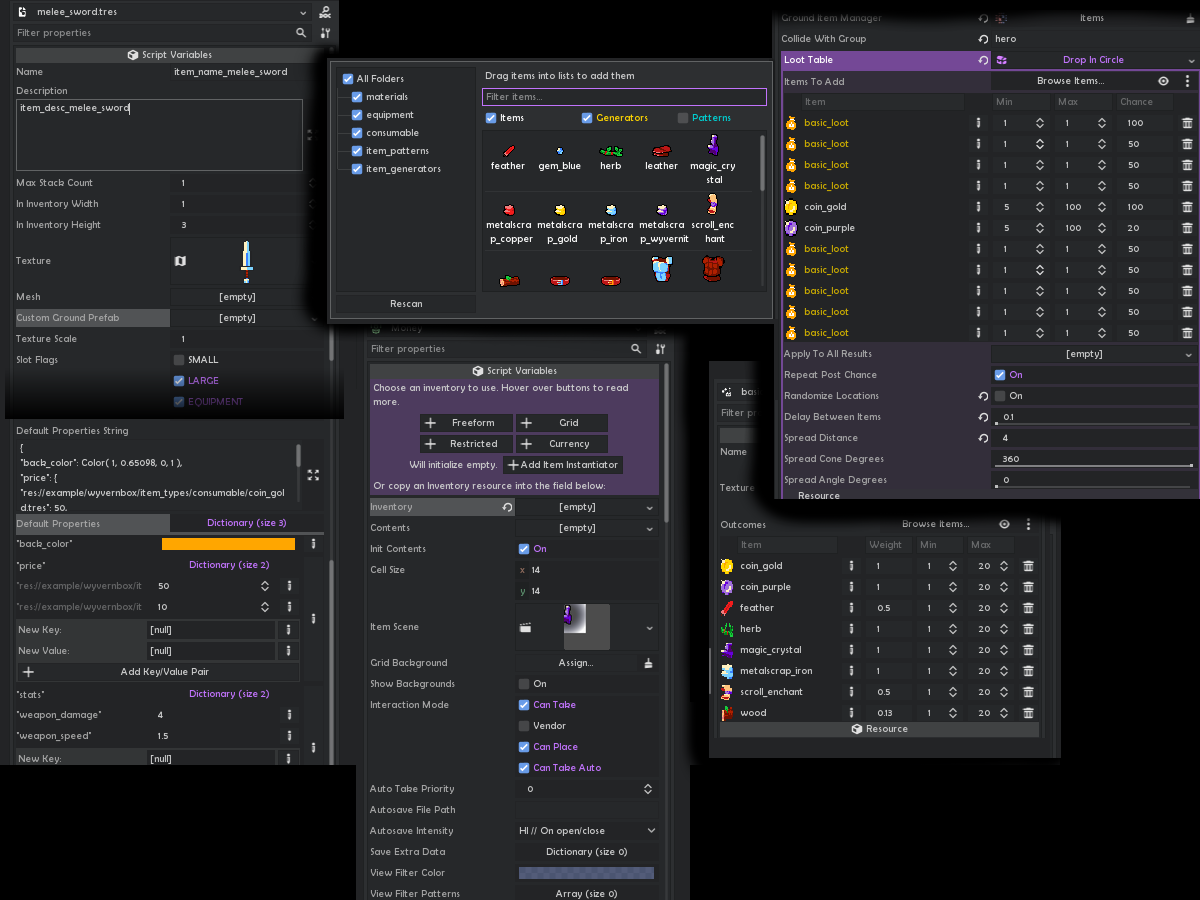 melee_sword.tres
Filter properties
Script Variables
Name item_name_melee_sword
Description
item_desc_melee_sword
Max Stack Count 1
In Inventory Width 1
In Inventory Height 3
Texture
Mesh [empty]
Custom Ground Prefab [empty]
Texture Scale 1
Slot Flags SMALL
LARGE
EQUIPMENT
Default Properties String
{
"back_color": Color( 1, 0.65098, 0, 1 ),
"price": {
"res://example/wyvernbox/item_types/consumable/coin_gol
d.tres": 50,
Default Properties Dictionary (size 3)
"back_color"
"price" Dictionary (size 2)
"res://example/wyvernbox/it 50
"res://example/wyvernbox/it 10
New Key: [null]
New Value: [null]
Add Key/Value Pair
"stats" Dictionary (size 2)
"weapon_damage" 4
"weapon_speed" 1.5
New Key: [null]
All Folders
materials
equipment
consumable
item_patterns
item_generators
Rescan
Drag items into lists to add them
Filter items...
Items Generators Patterns
feather gem_blue herb leather magic_cry
stal
metalscra metalscra metalscra metalscra scroll_enc
p_copper p_gold p_iron p_wyvernit hant
Money
Filter properties
Script Variables
Choose an inventory to use. Hover over buttons to read
more.
Freeform Grid
Restricted Currency
Will initialize empty. Add Item Instantiator
Or copy an Inventory resource into the field below:
Inventory [empty]
Contents [empty]
Init Contents On
Cell Size x 14
y 14
Item Scene
Grid Background Assign...
Show Backgrounds On
Interaction Mode Can Take
Vendor
Can Place
Can Take Auto
Auto Take Priority 0
Autosave File Path
Autosave Intensity HI // On open/close
Save Extra Data Dictionary (size 0)
View Filter Color
View Filter Patterns Array (size 0)
Ground Item Manager Items
Collide With Group hero
Loot Table Drop In Circle
Items To Add Browse Items...
Item Min Max Chance
basic_loot 1 1 100
basic_loot 1 1 50
basic_loot 1 1 50
basic_loot 1 1 50
coin_gold 5 100 100
coin_purple 5 100 20
basic_loot 1 1 50
basic_loot 1 1 50
basic_loot 1 1 50
basic_loot 1 1 50
basic_loot 1 1 50
Apply To All Results [empty]
Repeat Post Chance On
Randomize Locations On
Delay Between Items 0.1
Spread Distance 4
Spread Cone Degrees 360
Spread Angle Degrees 0
Resource
bas
Filter pr
Name
Texture
Outcomes Browse Items...
Item Weight Min Max
coin_gold 1 1 20
coin_purple 1 1 20
feather 0.5 1 20
herb 1 1 20
magic_crystal 1 1 20
metalscrap_iron 1 1 20
scroll_enchant 0.5 1 20
wood 0.13 1 20
Resource